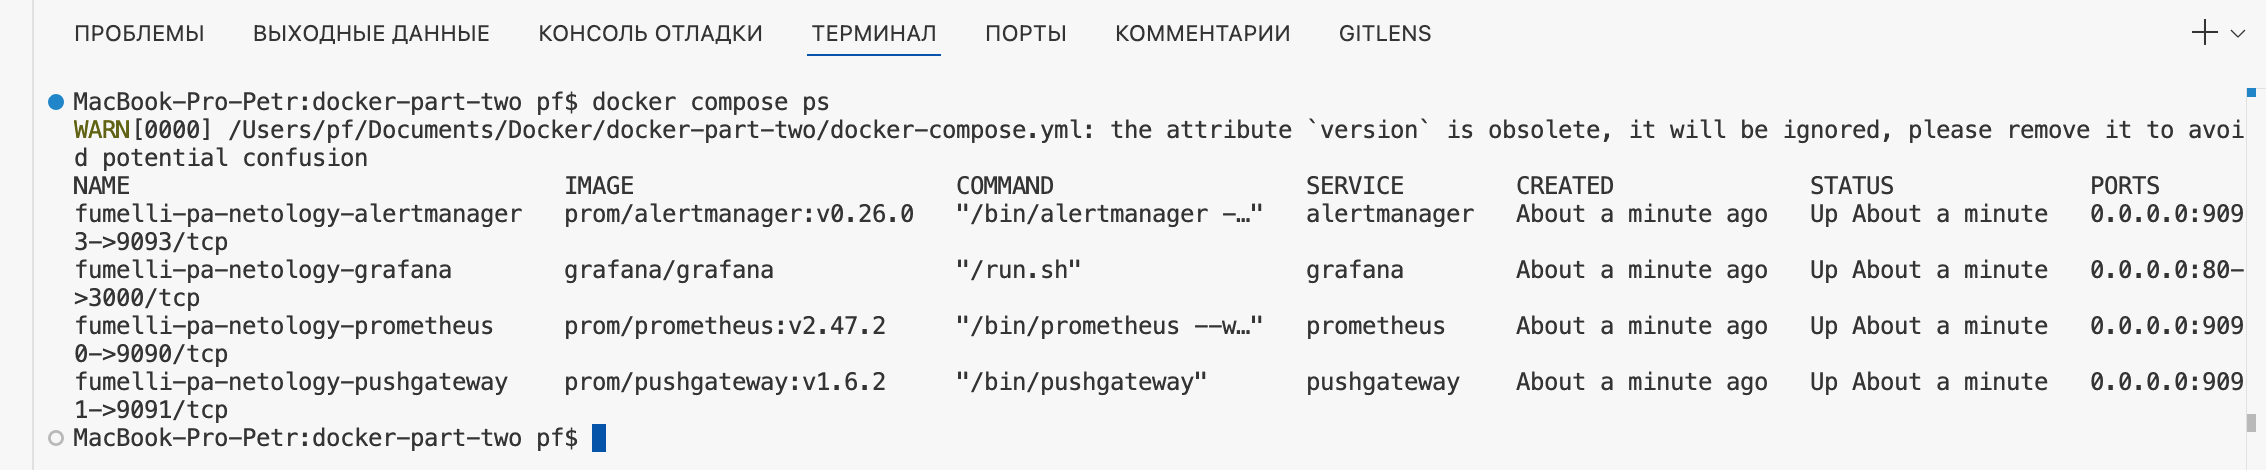 ПРОБЛЕМЫ ВЫХОДНЫЕ ДАННЫЕ КОНСОЛЬ ОТЛАДКИ ТЕРМИНАЛ ПОРТЫ КОММЕНТАРИИ GITLENS
MacBook-Pro-Petr:docker-part-two pf$ docker compose ps
WARN[0000] /Users/pf/Documents/Docker/docker-part-two/docker-compose.yml: the attribute `version` is obsolete, it will be ignored, please remove it to avoi
d potential confusion
NAME IMAGE COMMAND SERVICE CREATED STATUS PORTS
fumelli-pa-netology-alertmanager prom/alertmanager:v0.26.0 "/bin/alertmanager -…" alertmanager About a minute ago Up About a minute 0.0.0.0:909
3->9093/tcp
fumelli-pa-netology-grafana grafana/grafana "/run.sh" grafana About a minute ago Up About a minute 0.0.0.0:80-
>3000/tcp
fumelli-pa-netology-prometheus prom/prometheus:v2.47.2 "/bin/prometheus --w…" prometheus About a minute ago Up About a minute 0.0.0.0:909
0->9090/tcp
fumelli-pa-netology-pushgateway prom/pushgateway:v1.6.2 "/bin/pushgateway" pushgateway About a minute ago Up About a minute 0.0.0.0:909
1->9091/tcp
MacBook-Pro-Petr:docker-part-two pf$